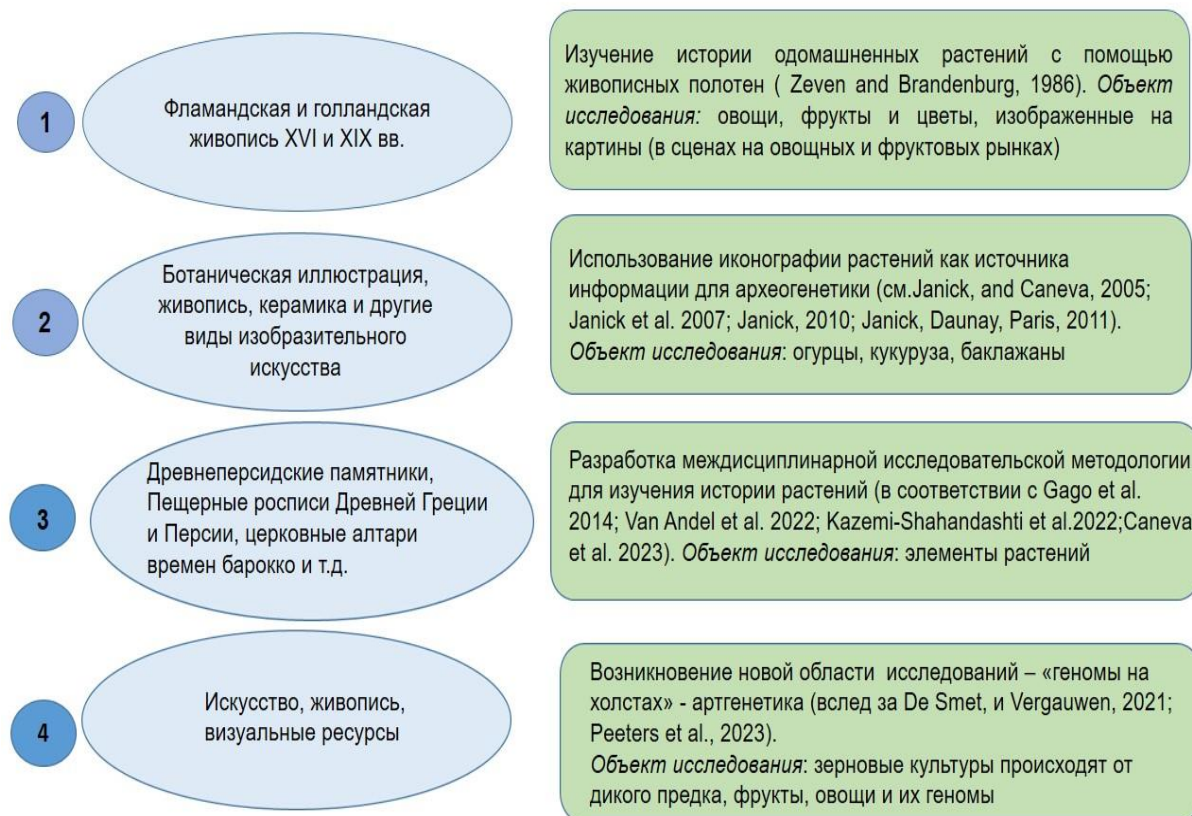 1
Фламандская и голландская
живопись XVI и XIX вв.
Изучение истории одомашненных растений с помощью
живописных полотен ( Zeven and Brandenburg, 1986). Объект
исследования: овощи, фрукты и цветы, изображенные на
картины (в сценах на овощных и фруктовых рынках)
2
Ботаническая иллюстрация,
живопись, керамика и другие
виды изобразительного
искусства
Использование иконографии растений как источника
информации для археогенетики (см.Janick, and Caneva, 2005;
Janick et al. 2007; Janick, 2010; Janick, Daunay, Paris, 2011).
Объект исследования: огурцы, кукуруза, баклажаны
3
Древнеперсидские памятники,
Пещерные росписи Древней Греции
и Персии, церковные алтари
времен барокко и т.д.
Разработка междисциплинарной исследовательской методологии
для изучения истории растений (в соответствии с Gago et al.
2014; Van Andel et al. 2022; Kazemi-Shahandashti et al.2022;Caneva
et al. 2023). Объект исследования: элементы растений
4
Искусство, живопись,
визуальные ресурсы
Возникновение новой области исследований – «геномы на
холстах» - артгенетика (вслед за De Smet, и Vergauwen, 2021;
Peeters et al., 2023).
Объект исследования: зерновые культуры происходят от
дикого предка, фрукты, овощи и их геномы